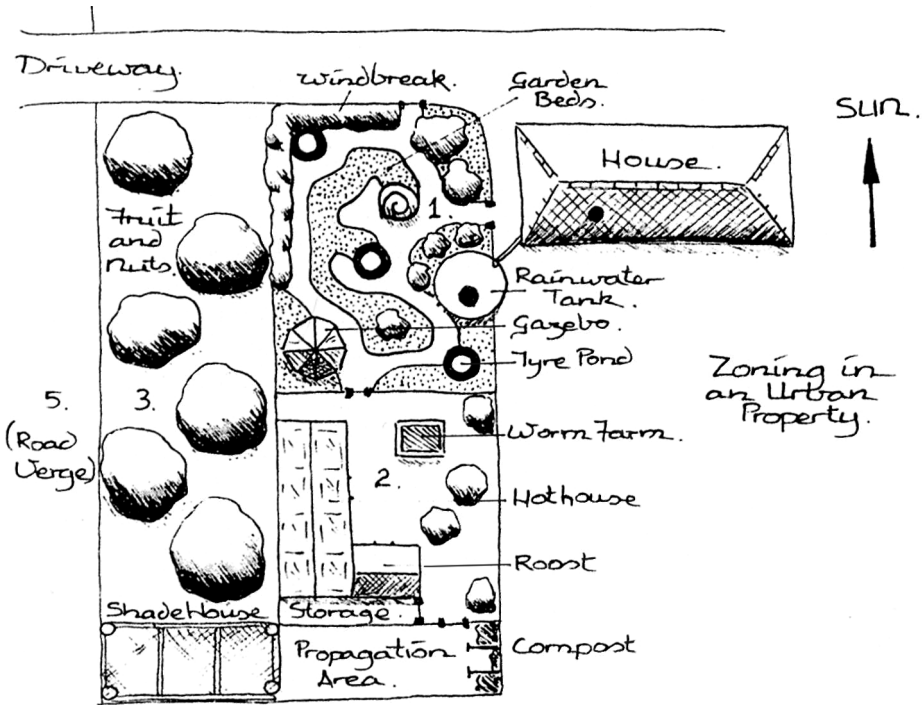 Driveway.
Windbreak.
Garden
Beds.
SUN.
House.
Fruit
and
Nuts.
1.
Rainwater
Tank.
Gazebo.
Tyre Pond
Zoning in
an Urban
Property.
5.
(Road
Verge)
3.
Worm Farm.
2.
Hothouse
Roost
ShadeHouse
Storage.
Propagation
Area.
Compost